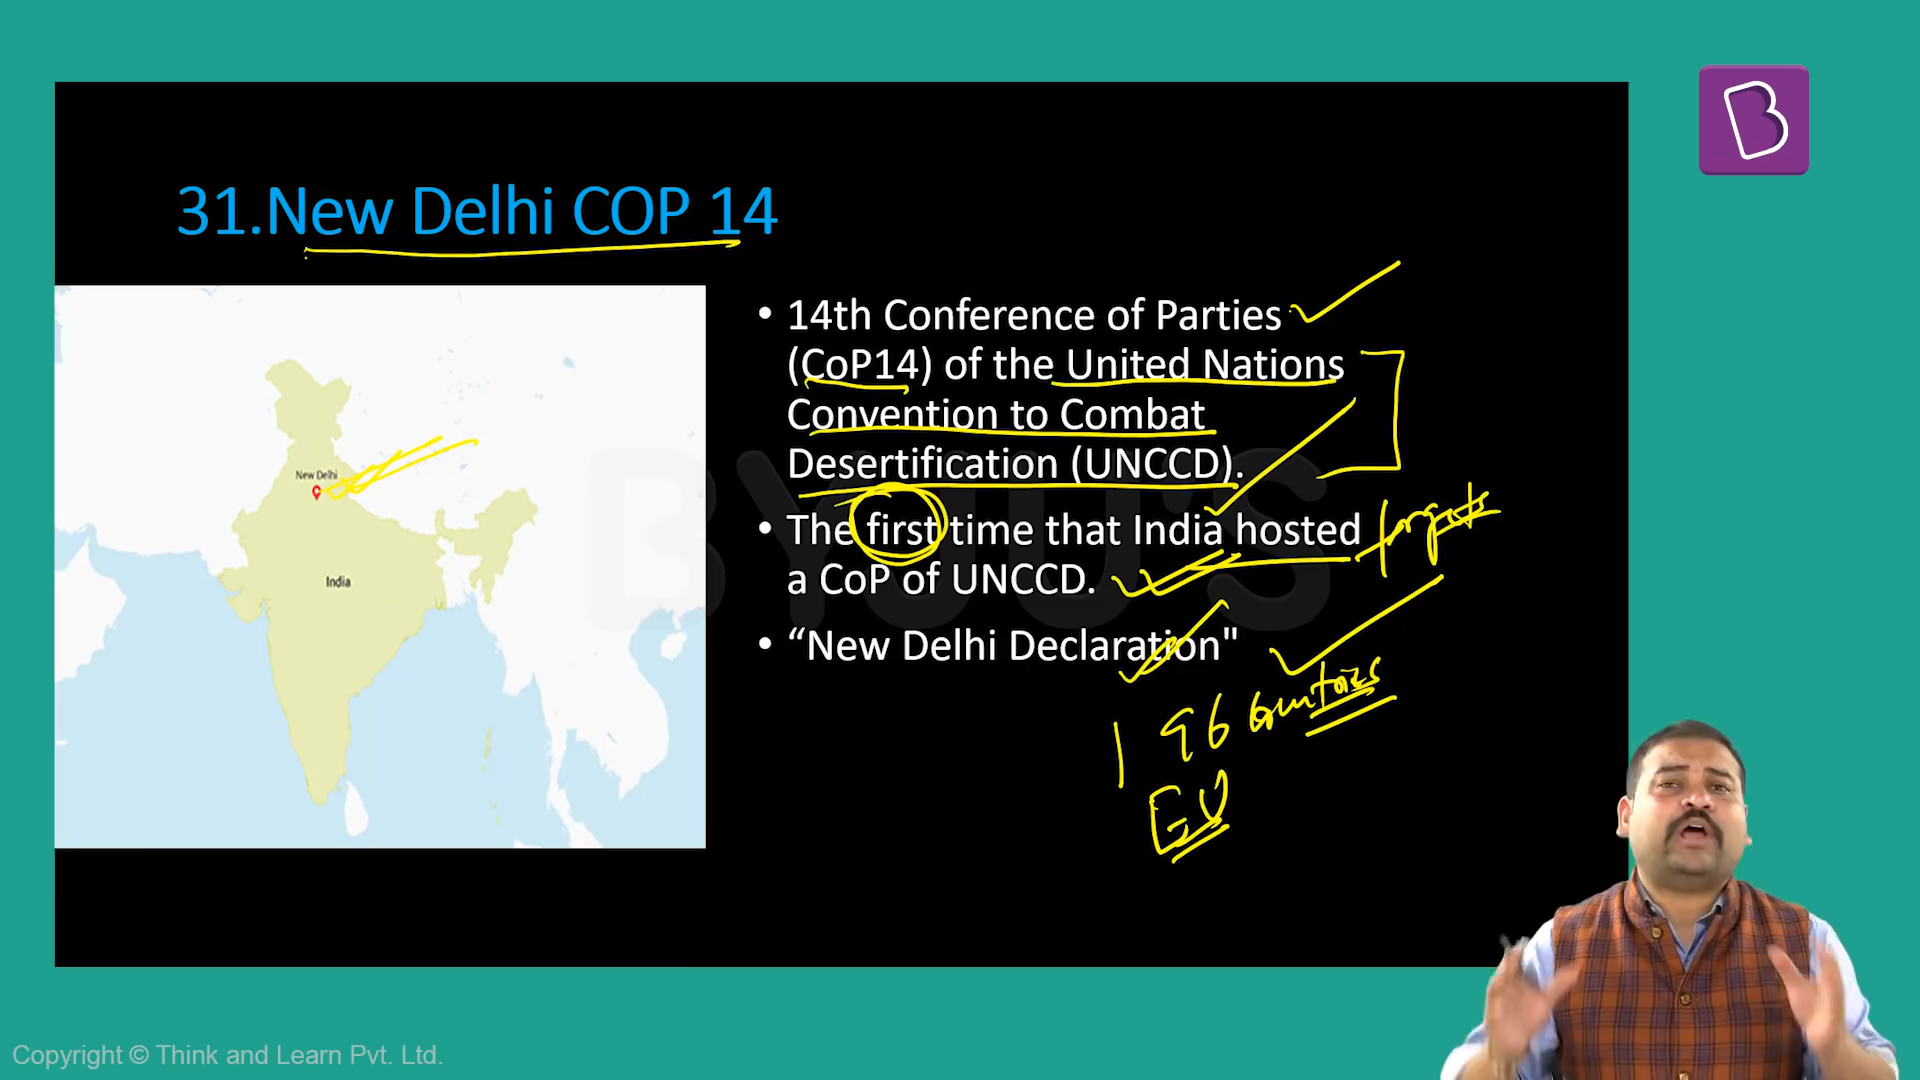 31.New Delhi COP 14
New Delhi
India
• 14th Conference of Parties
(CoP14) of the United Nations
Convention to Combat
Desertification (UNCCD).
• The first time that India hosted
a CoP of UNCCD.
• “New Delhi Declaration"
196 countries
EU
BYJU'S
B
Copyright © Think and Learn Pvt. Ltd.